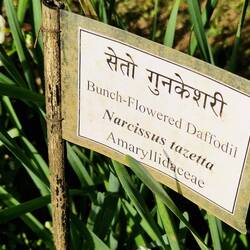 सेतो गुनकेशरी
Bunch-Flowered Daffodil
Narcissus tazetta
Amaryllidaceae